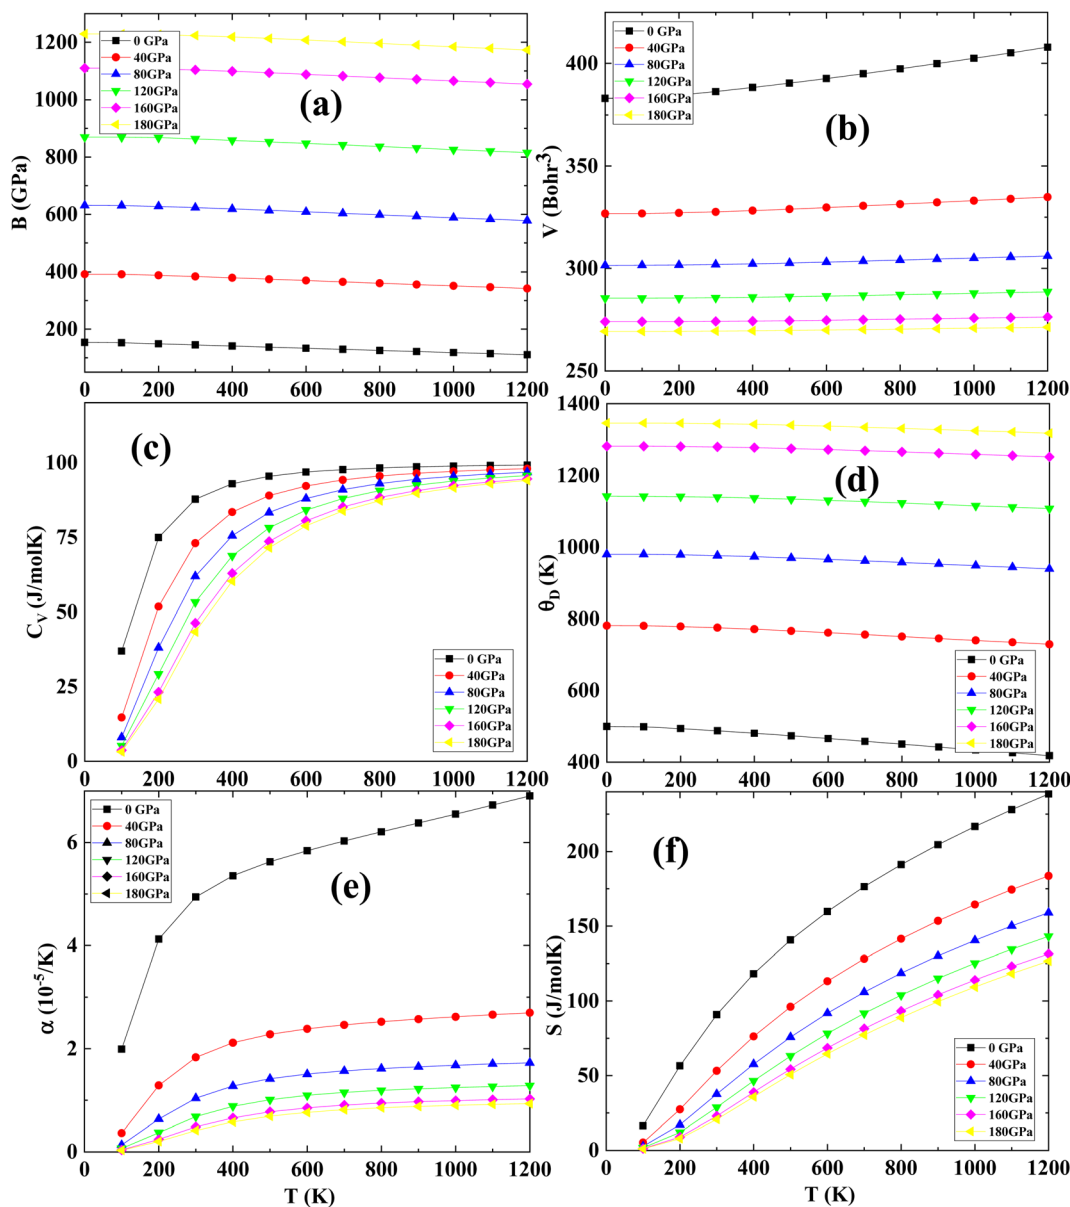 1200
1000
800
600
400
200
B (GPa)
0 GPa
40GPa
80GPa
120GPa
160GPa
180GPa
(a)
0 200 400 600 800 1000 1200
400
350
300
250
V (Bohr³)
0 GPa
40GPa
80GPa
120GPa
160GPa
180GPa
(b)
0 200 400 600 800 1000 1200
100
75
50
25
0
C_V (J/molK)
(c)
0 GPa
40GPa
80GPa
120GPa
160GPa
180GPa
0 200 400 600 800 1000 1200
1400
1200
1000
800
600
400
θ_D (K)
(d)
0 GPa
40GPa
80GPa
120GPa
160GPa
180GPa
0 200 400 600 800 1000 1200
6
4
2
0
α (10⁻⁵/K)
0 GPa
40GPa
80GPa
120GPa
160GPa
180GPa
(e)
0 200 400 600 800 1000 1200
T (K)
200
150
100
50
0
S (J/molK)
(f)
0 GPa
40GPa
80GPa
120GPa
160GPa
180GPa
0 200 400 600 800 1000 1200
T (K)